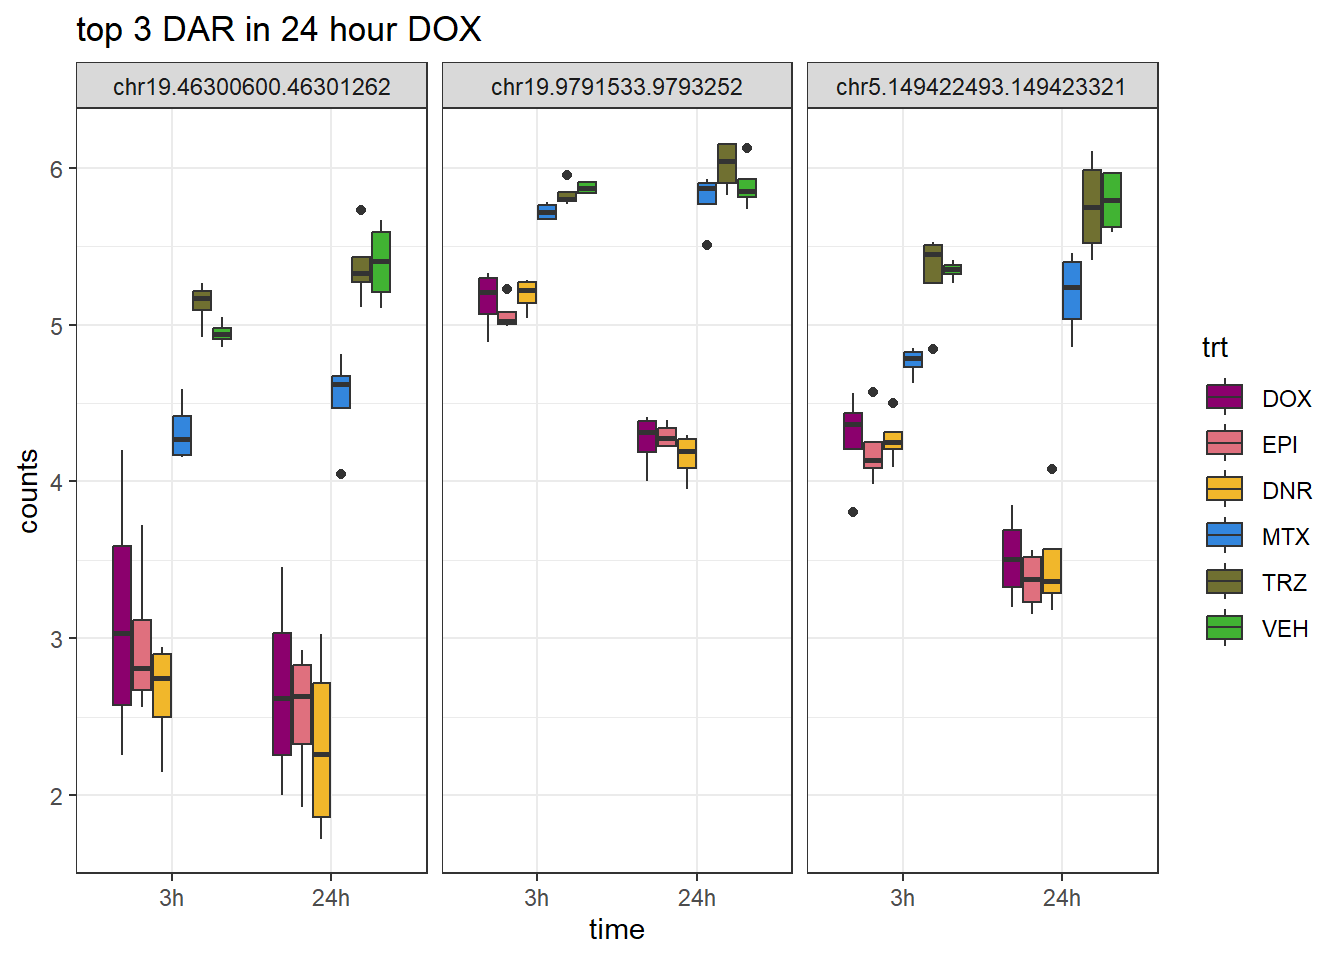 top 3 DAR in 24 hour DOX
chr19.46300600.46301262
chr19.9791533.9793252
chr5.149422493.149423321
counts
6
5
4
3
2
3h
24h
3h
24h
3h
24h
time
trt
DOX
EPI
DNR
MTX
TRZ
VEH